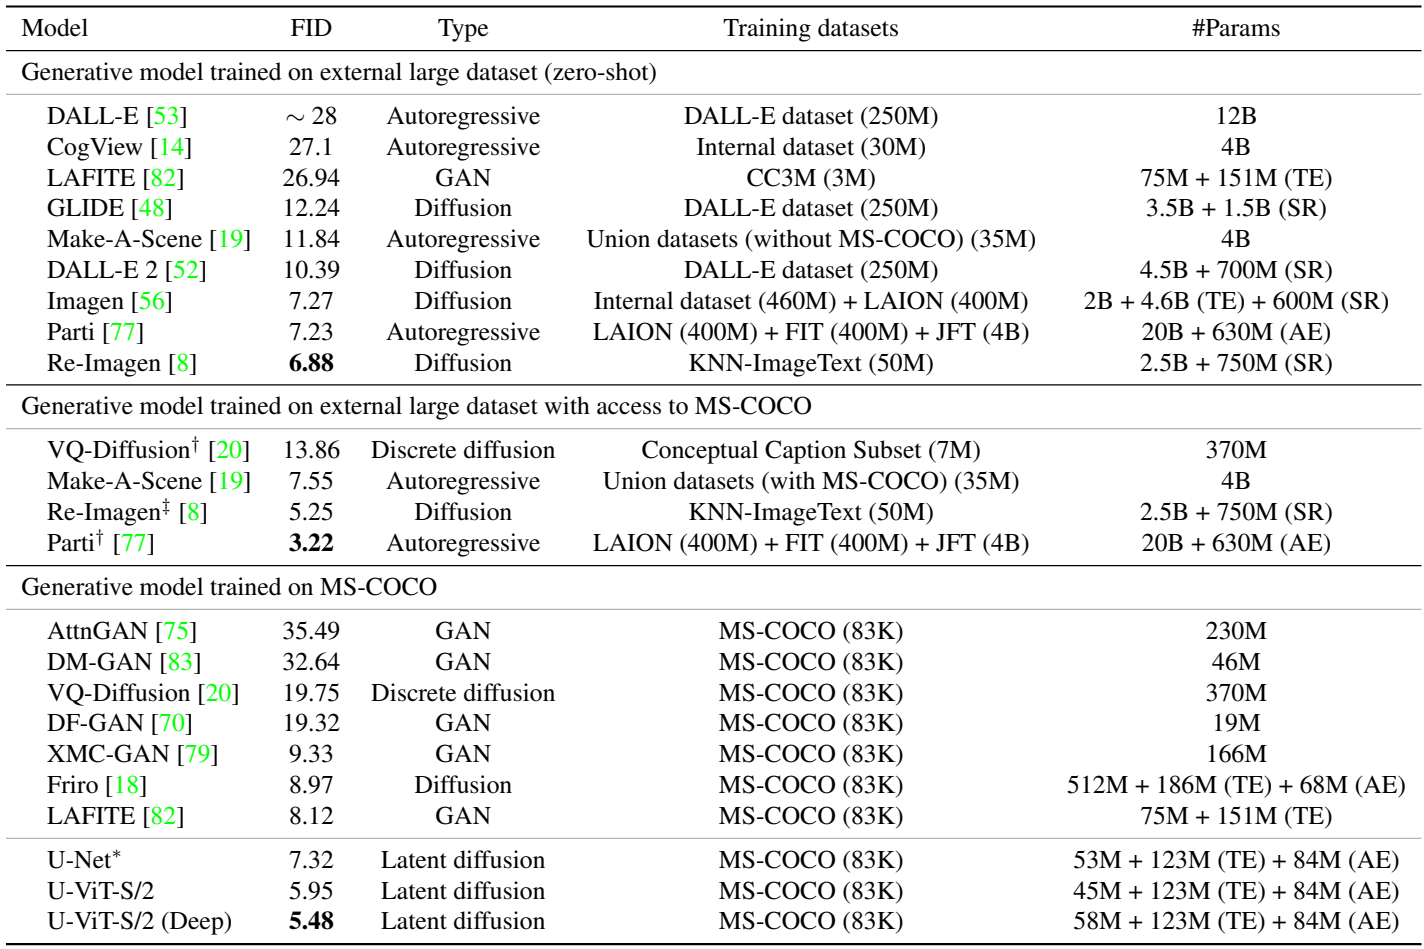 Model FID Type Training datasets #Params
Generative model trained on external large dataset (zero-shot)
DALL-E [53] ∼ 28 Autoregressive DALL-E dataset (250M) 12B
CogView [14] 27.1 Autoregressive Internal dataset (30M) 4B
LAFITE [82] 26.94 GAN CC3M (3M) 75M + 151M (TE)
GLIDE [48] 12.24 Diffusion DALL-E dataset (250M) 3.5B + 1.5B (SR)
Make-A-Scene [19] 11.84 Autoregressive Union datasets (without MS-COCO) (35M) 4B
DALL-E 2 [52] 10.39 Diffusion DALL-E dataset (250M) 4.5B + 700M (SR)
Imagen [56] 7.27 Diffusion Internal dataset (460M) + LAION (400M) 2B + 4.6B (TE) + 600M (SR)
Parti [77] 7.23 Autoregressive LAION (400M) + FIT (400M) + JFT (4B) 20B + 630M (AE)
Re-Imagen [8] 6.88 Diffusion KNN-ImageText (50M) 2.5B + 750M (SR)
Generative model trained on external large dataset with access to MS-COCO
VQ-Diffusion† [20] 13.86 Discrete diffusion Conceptual Caption Subset (7M) 370M
Make-A-Scene [19] 7.55 Autoregressive Union datasets (with MS-COCO) (35M) 4B
Re-Imagen‡ [8] 5.25 Diffusion KNN-ImageText (50M) 2.5B + 750M (SR)
Parti† [77] 3.22 Autoregressive LAION (400M) + FIT (400M) + JFT (4B) 20B + 630M (AE)
Generative model trained on MS-COCO
AttnGAN [75] 35.49 GAN MS-COCO (83K) 230M
DM-GAN [83] 32.64 GAN MS-COCO (83K) 46M
VQ-Diffusion [20] 19.75 Discrete diffusion MS-COCO (83K) 370M
DF-GAN [70] 19.32 GAN MS-COCO (83K) 19M
XMC-GAN [79] 9.33 GAN MS-COCO (83K) 166M
Friro [18] 8.97 Diffusion MS-COCO (83K) 512M + 186M (TE) + 68M (AE)
LAFITE [82] 8.12 GAN MS-COCO (83K) 75M + 151M (TE)
U-Net* 7.32 Latent diffusion MS-COCO (83K) 53M + 123M (TE) + 84M (AE)
U-ViT-S/2 5.95 Latent diffusion MS-COCO (83K) 45M + 123M (TE) + 84M (AE)
U-ViT-S/2 (Deep) 5.48 Latent diffusion MS-COCO (83K) 58M + 123M (TE) + 84M (AE)